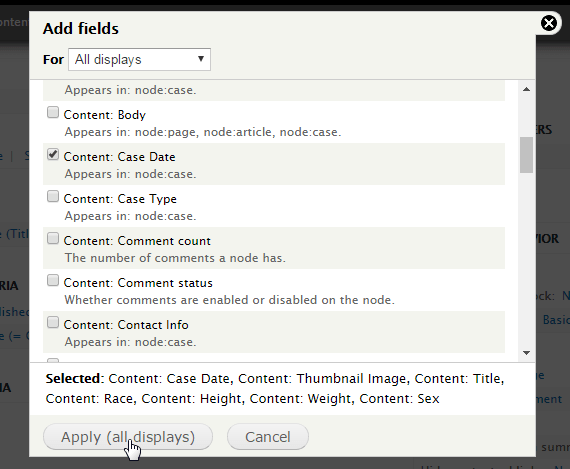 Add fields
For All displays
Appears in: node:case.
Content: Body
Appears in: node:page, node:article, node:case.
Content: Case Date
Appears in: node:case.
Content: Case Type
Appears in: node:case.
Content: Comment count
The number of comments a node has.
Content: Comment status
Whether comments are enabled or disabled on the node.
Content: Contact Info
Appears in: node:case.
Selected: Content: Case Date, Content: Thumbnail Image, Content: Title,
Content: Race, Content: Height, Content: Weight, Content: Sex
Apply (all displays) Cancel